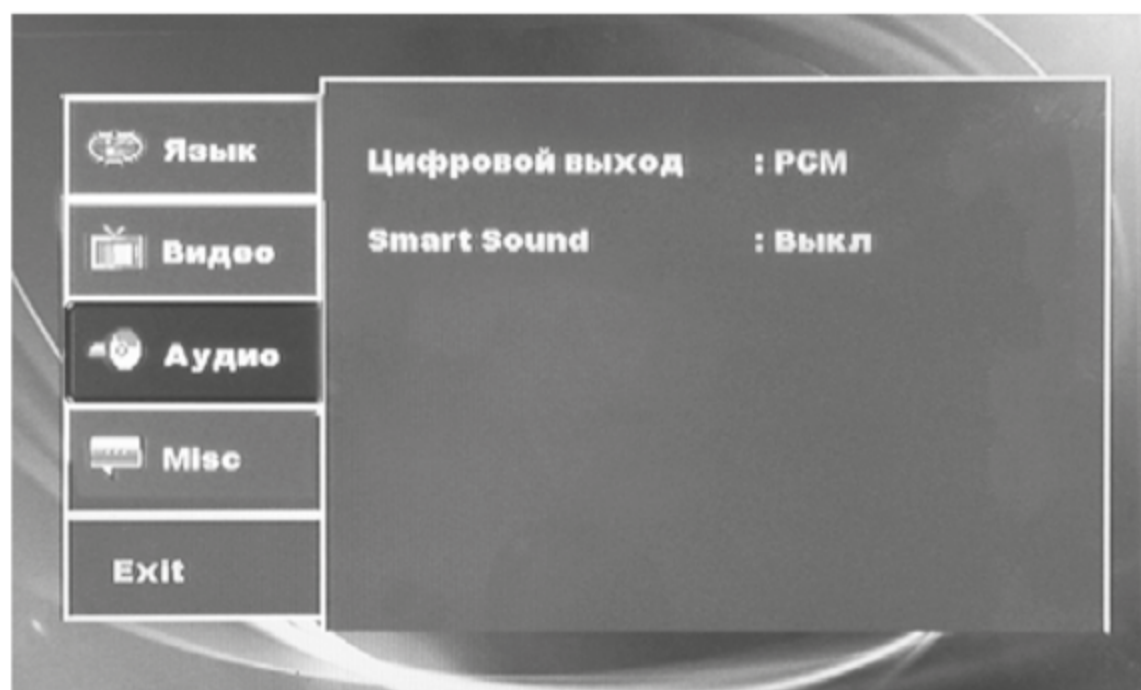 Язык
Видео
Аудио
Misc
Exit
Цифровой выход : PCM
Smart Sound : Выкл